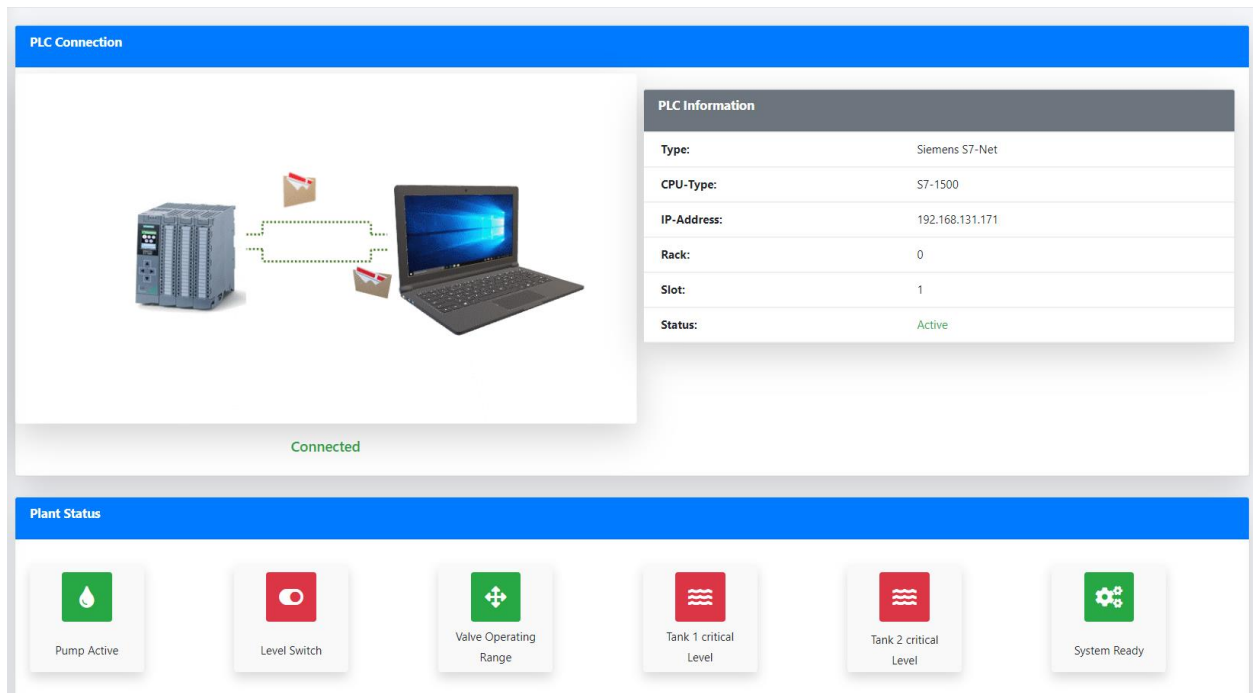 PLC Connection
PLC Information
Type: Siemens S7-Net
CPU-Type: S7-1500
IP-Address: 192.168.131.171
Rack: 0
Slot: 1
Status: Active
Connected
Plant Status
Pump Active
Level Switch
Valve Operating
Range
Tank 1 critical
Level
Tank 2 critical
Level
System Ready